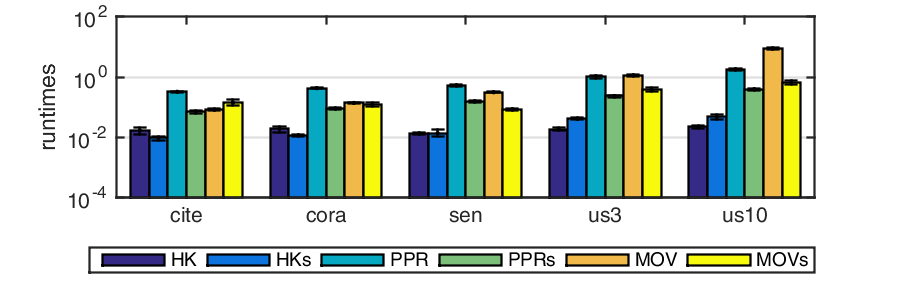 10^2
10^0
10^-2
10^-4
runtimes
cite cora sen us3 us10
HK HKs PPR PPRs MOV MOVs